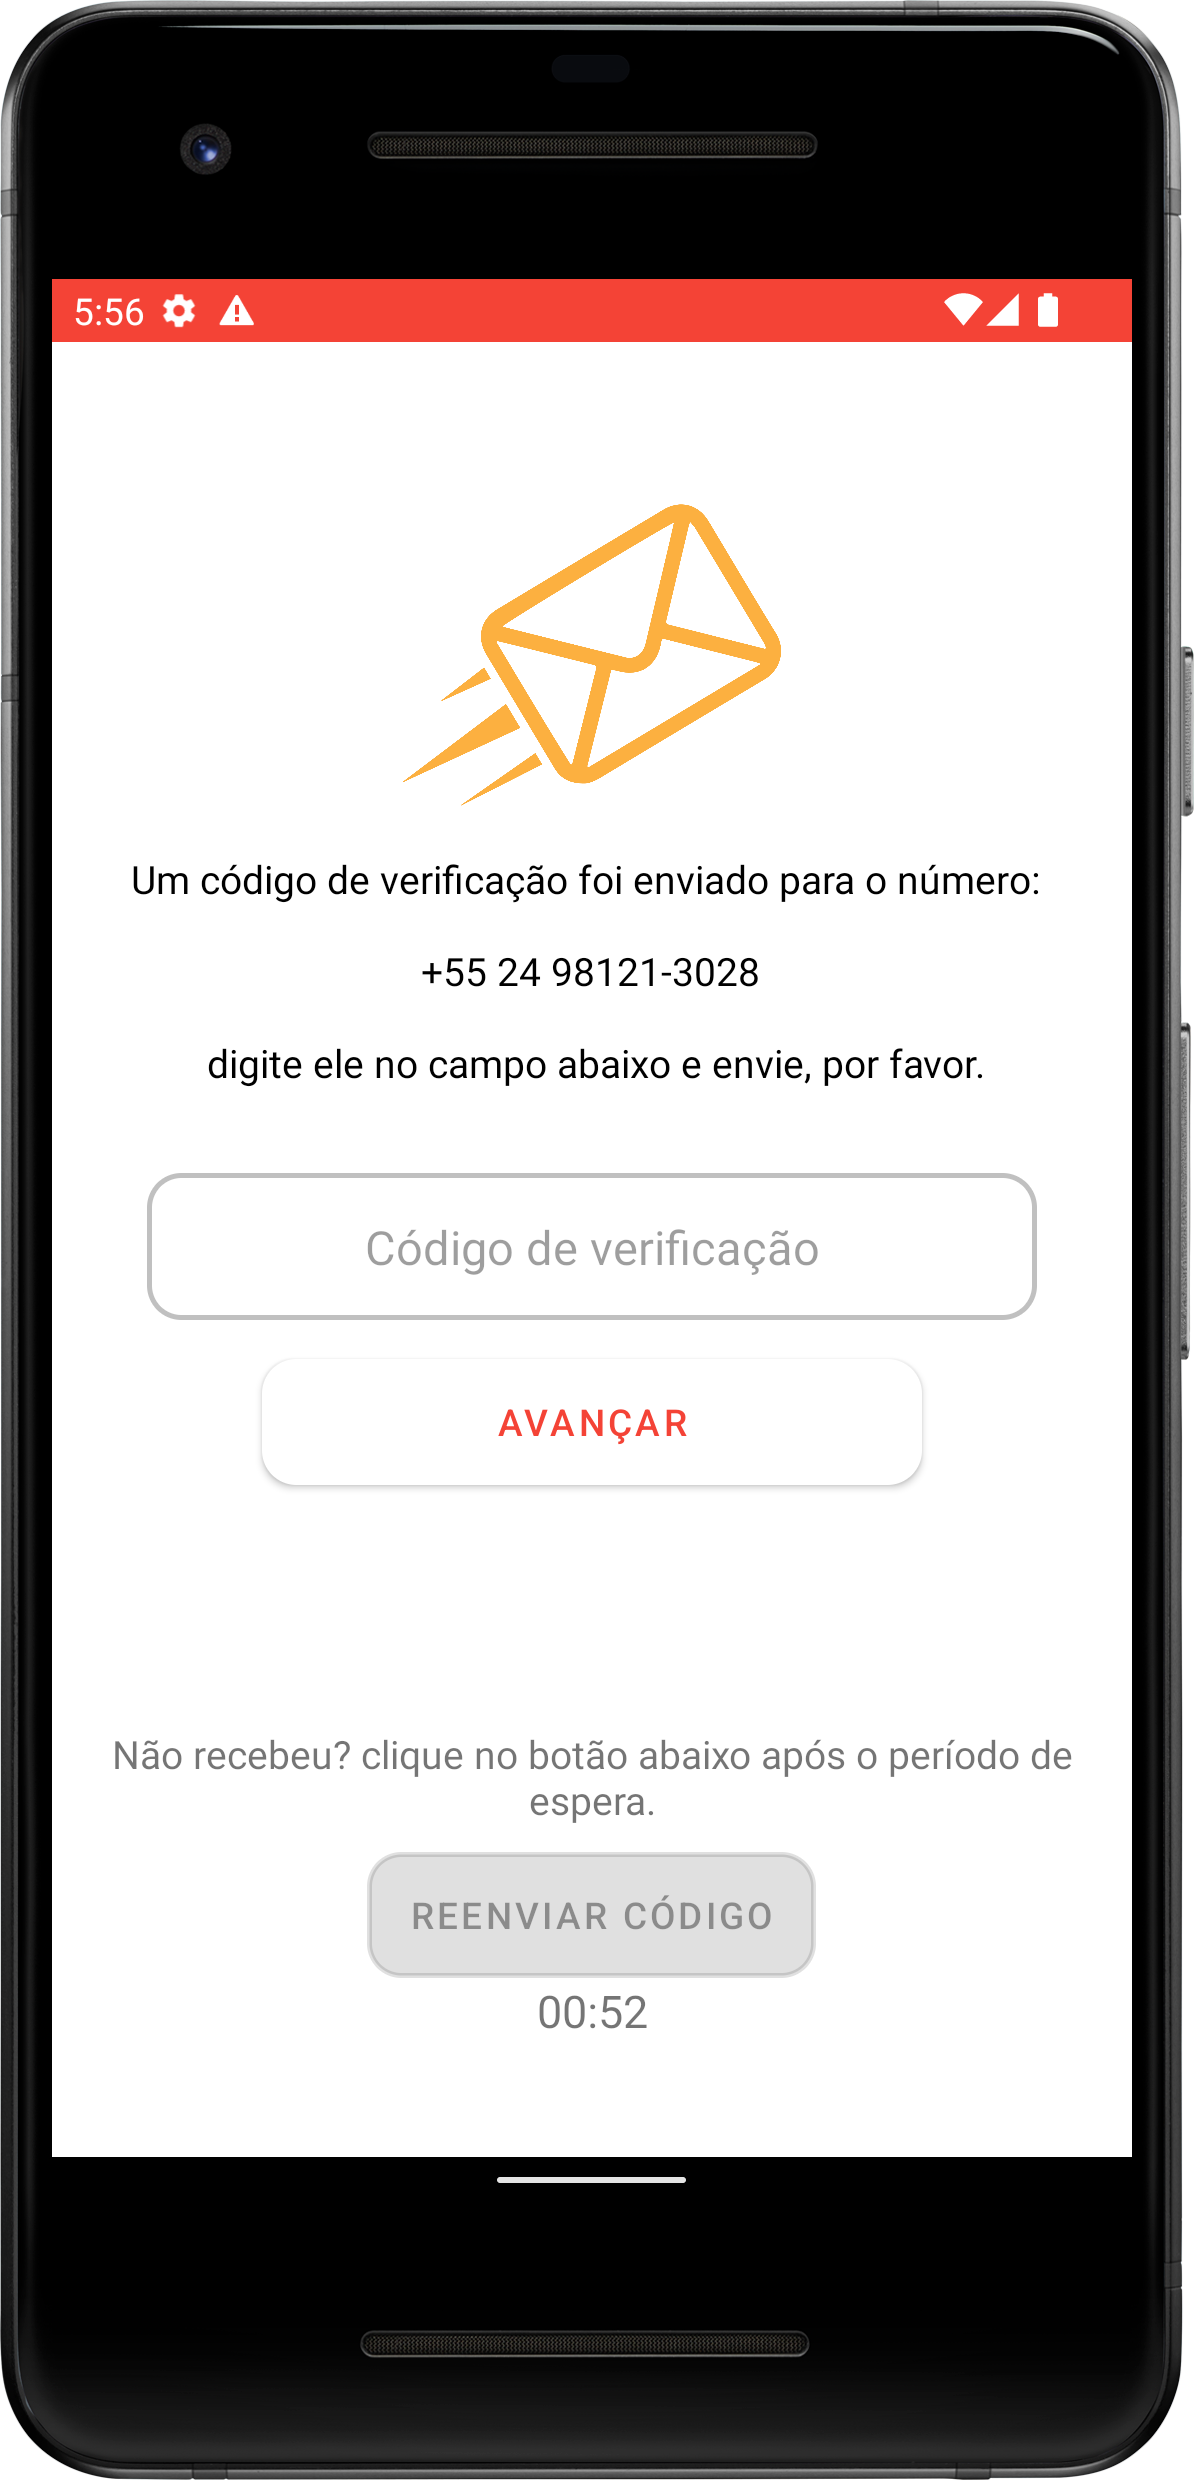 5:56
Um código de verificação foi enviado para o número:
+55 24 98121-3028
digite ele no campo abaixo e envie, por favor.
Código de verificação
AVANÇAR
Não recebeu? clique no botão abaixo após o período de
espera.
REENVIAR CÓDIGO
00:52